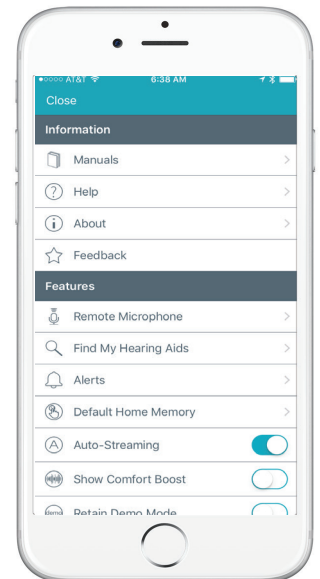 AT&T 6:38 AM
Close
Information
Manuals
Help
About
Feedback
Features
Remote Microphone
Find My Hearing Aids
Alerts
Default Home Memory
Auto-Streaming
Show Comfort Boost
Retain Demo Mode